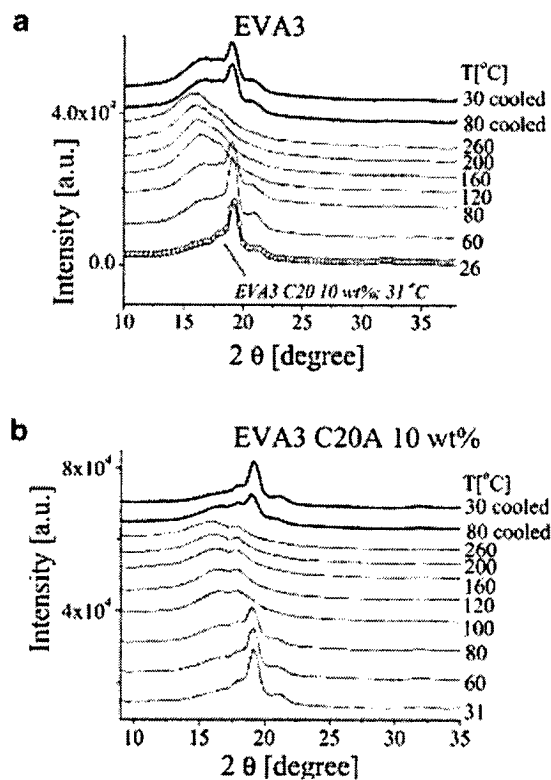 a
EVA3
T[°C]
30 cooled
80 cooled
260
200
160
120
80
60
26
4.0x10²
0.0
Intensity [a.u.]
EVA3 C20 10 wt%; 31 °C
10 15 20 25 30 35
2 θ [degree]
b
EVA3 C20A 10 wt%
T[°C]
30 cooled
80 cooled
260
200
160
120
100
80
60
31
8x10⁴
4x10⁴
Intensity [a.u.]
10 15 20 25 30 35
2 θ [degree]